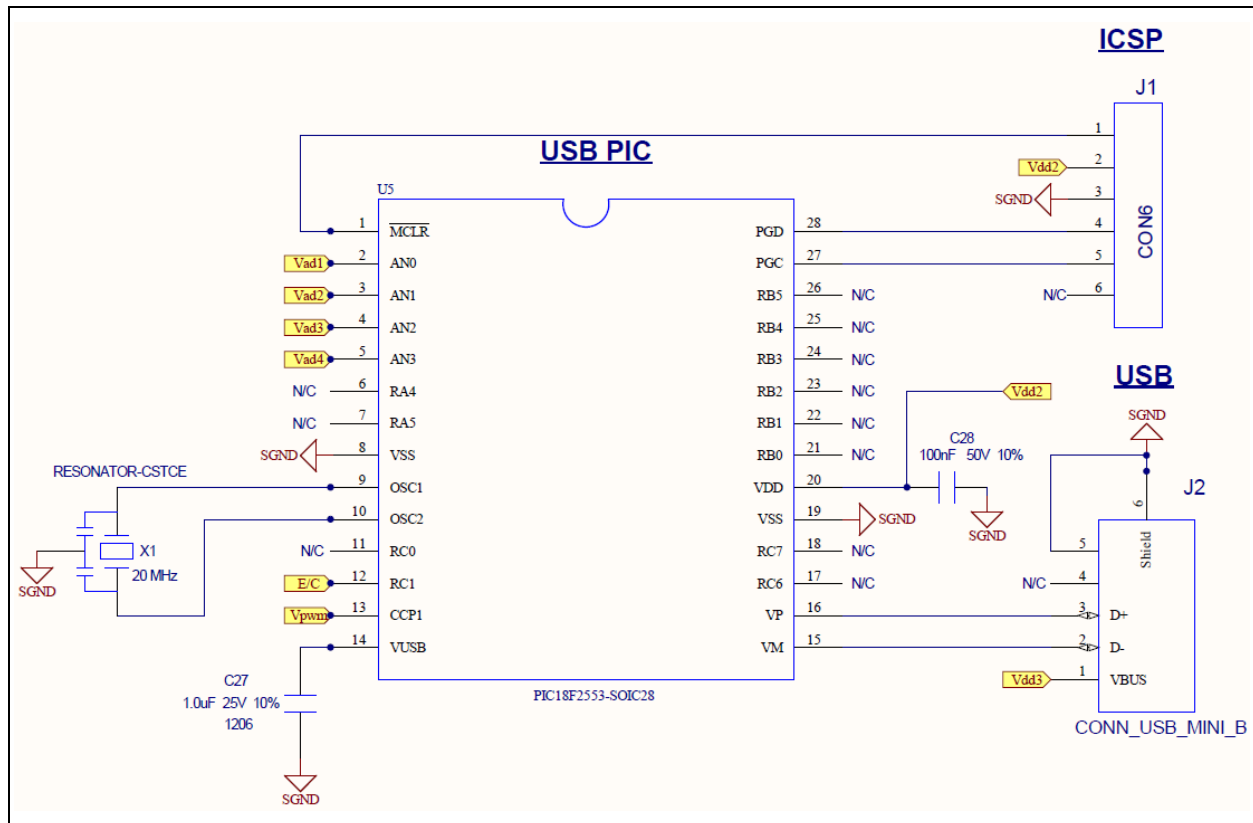 ICSP
J1
1
Vdd2
2
SGND
3
4
5
N/C
6
CON6
USB PIC
U5
1
MCLR
Vad1
2
AN0
Vad2
3
AN1
Vad3
4
AN2
Vad4
5
AN3
N/C
6
RA4
N/C
7
RA5
SGND
8
VSS
RESONATOR-CSTCE
9
OSC1
10
OSC2
X1
20 MHz
SGND
N/C
11
RC0
E/C
12
RC1
Vpwm
13
CCP1
14
VUSB
C27
1.0uF 25V 10%
1206
SGND
PGD
28
PGC
27
RB5
26
N/C
RB4
25
N/C
RB3
24
N/C
RB2
23
N/C
RB1
22
N/C
RB0
21
N/C
VDD
20
Vdd2
C28
100nF 50V 10%
SGND
VSS
19
SGND
RC7
18
N/C
RC6
17
N/C
VP
16
VM
15
PIC18F2553-SOIC28
USB
SGND
J2
6
Shield
5
N/C
4
3
D+
2
D-
Vdd3
1
VBUS
CONN_USB_MINI_B